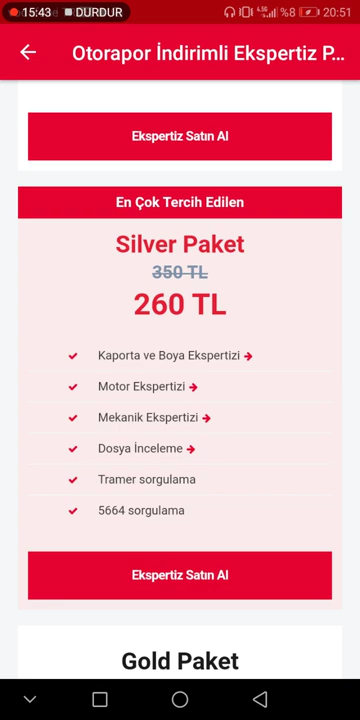 15:43 DURDUR
%8 20:51
Otorapor İndirimli Ekspertiz P...
Ekspertiz Satın Al
En Çok Tercih Edilen
Silver Paket
350 TL
260 TL
Kaporta ve Boya Ekspertizi
Motor Ekspertizi
Mekanik Ekspertizi
Dosya İnceleme
Tramer sorgulama
5664 sorgulama
Ekspertiz Satın Al
Gold Paket